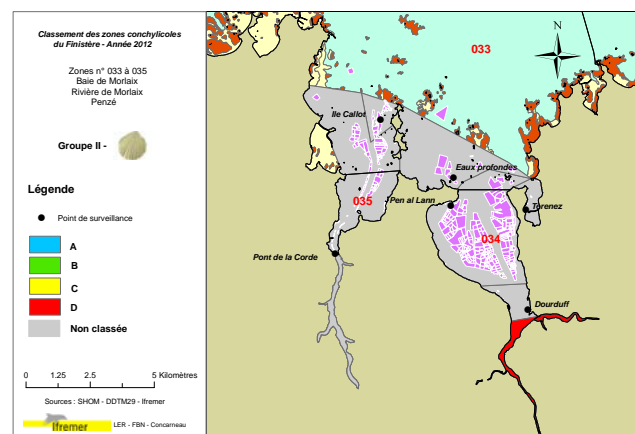 Classement des zones conchylicoles
du Finistère - Année 2012
Zones n° 033 à 035
Baie de Morlaix
Rivière de Morlaix
Penzé
Groupe II -
Légende
Point de surveillance
A
B
C
D
Non classée
0 1.25 2.5 5 Kilomètres
Sources : SHOM - DDTM29 - Ifremer
Ifremer
LER - FBN - Concarneau
N
033
Ile Callot
Eaux profondes
035
Pen al Lann
Térenez
034
Pont de la Corde
Dourduff